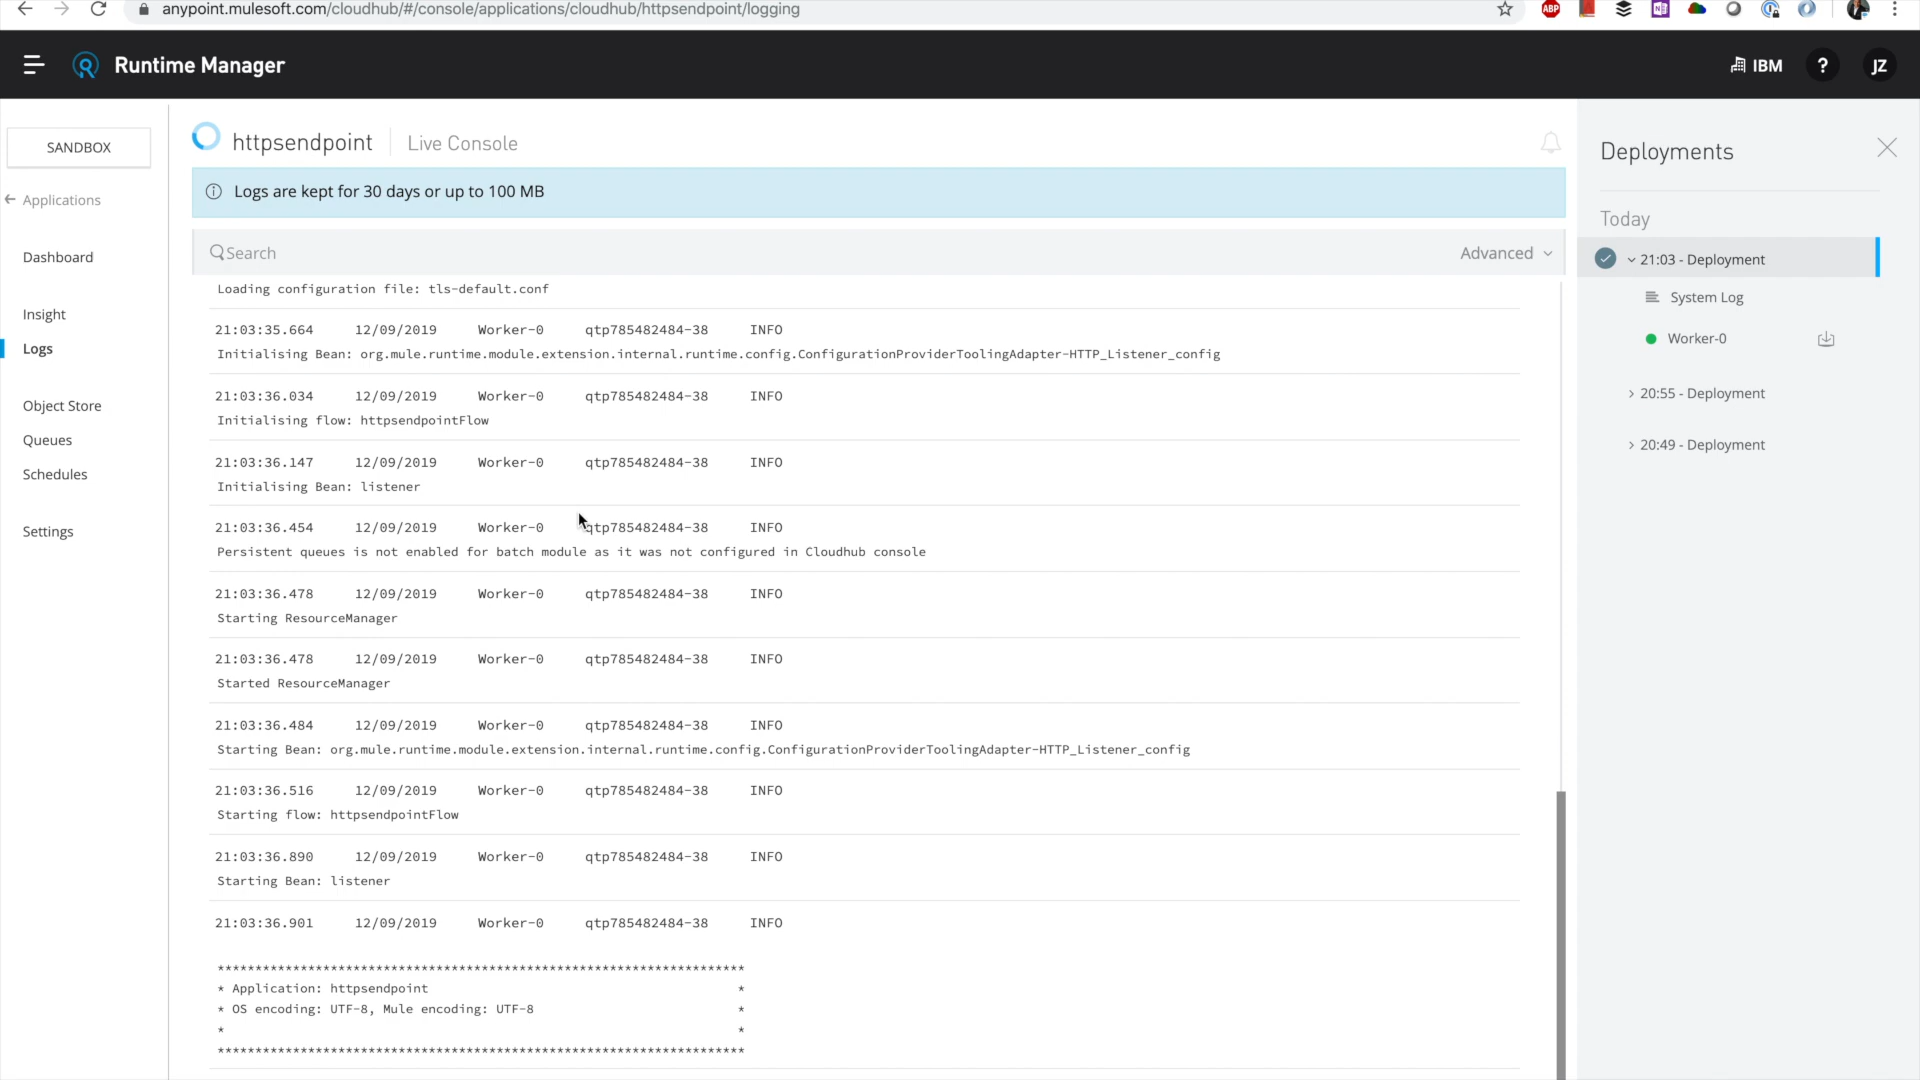 anypoint.mulesoft.com/cloudhub/#/console/applications/cloudhub/httpsendpoint/logging
ABP
Runtime Manager
IBM
?
JZ
SANDBOX
Applications
Dashboard
Insight
Logs
Object Store
Queues
Schedules
Settings
httpsendpoint
Live Console
Logs are kept for 30 days or up to 100 MB
Search
Advanced
Loading configuration file: tls-default.conf
21:03:35.664 12/09/2019 Worker-0 qtp785482484-38 INFO
Initialising Bean: org.mule.runtime.module.extension.internal.runtime.config.ConfigurationProviderToolingAdapter-HTTP_Listener_config
21:03:36.034 12/09/2019 Worker-0 qtp785482484-38 INFO
Initialising flow: httpsendpointFlow
21:03:36.147 12/09/2019 Worker-0 qtp785482484-38 INFO
Initialising Bean: listener
21:03:36.454 12/09/2019 Worker-0 qtp785482484-38 INFO
Persistent queues is not enabled for batch module as it was not configured in Cloudhub console
21:03:36.478 12/09/2019 Worker-0 qtp785482484-38 INFO
Starting ResourceManager
21:03:36.478 12/09/2019 Worker-0 qtp785482484-38 INFO
Started ResourceManager
21:03:36.484 12/09/2019 Worker-0 qtp785482484-38 INFO
Starting Bean: org.mule.runtime.module.extension.internal.runtime.config.ConfigurationProviderToolingAdapter-HTTP_Listener_config
21:03:36.516 12/09/2019 Worker-0 qtp785482484-38 INFO
Starting flow: httpsendpointFlow
21:03:36.890 12/09/2019 Worker-0 qtp785482484-38 INFO
Starting Bean: listener
21:03:36.901 12/09/2019 Worker-0 qtp785482484-38 INFO
**********************************************************************
* Application: httpsendpoint *
* OS encoding: UTF-8, Mule encoding: UTF-8 *
* *
**********************************************************************
Deployments
Today
21:03 - Deployment
System Log
Worker-0
20:55 - Deployment
20:49 - Deployment